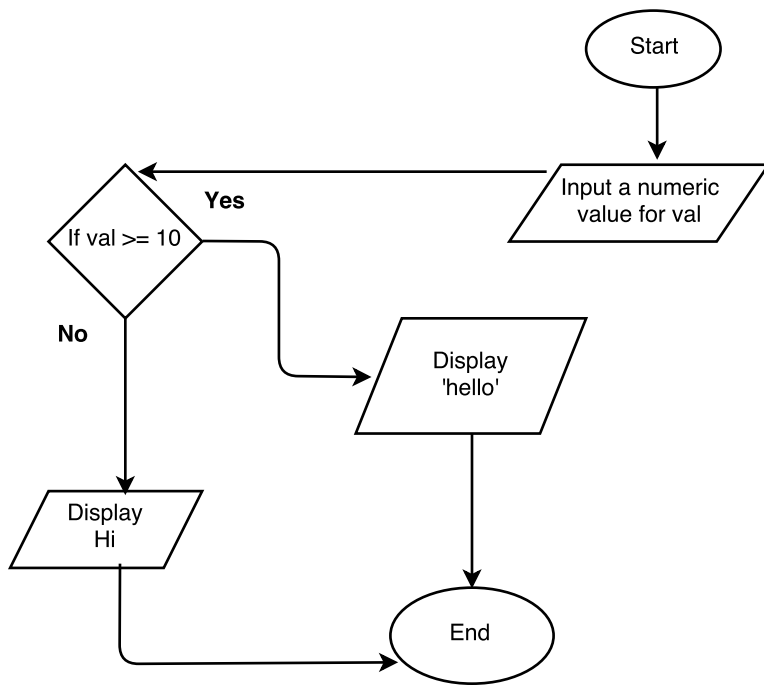 Start
Input a numeric
value for val
Yes
If val >= 10
No
Display
'hello'
Display
Hi
End